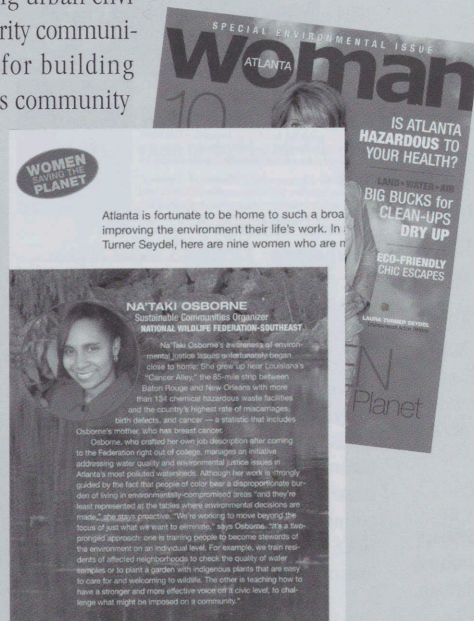 ng urban envi-
rity communi-
for building
s community
SPECIAL ENVIRONMENTAL ISSUE
woman
ATLANTA
10
IS ATLANTA
HAZARDOUS TO
YOUR HEALTH?
LAND • WATER • AIR
BIG BUCKS for
CLEAN-UPS
DRY UP
ECO-FRIENDLY
CHIC ESCAPES
LAURA TURNER SEYDEL
EN
Planet
WOMEN
SAVING THE
PLANET
Atlanta is fortunate to be home to such a broa
improving the environment their life's work. In
Turner Seydel, here are nine women who are m
NA'TAKI OSBORNE
Sustainable Communities Organizer
NATIONAL WILDLIFE FEDERATION-SOUTHEAST
Na'Taki Osborne's awareness of environ-
mental justice issues unfortunately began
close to home: She grew up near Louisiana's
"Cancer Alley," the 85-mile strip between
Baton Rouge and New Orleans with more
than 134 chemical hazardous waste facilities
and the country's highest rate of miscarriages,
birth defects, and cancer — a statistic that includes
Osborne's mother, who has breast cancer.
Osborne, who crafted her own job description after coming
to the Federation right out of college, manages an initiative
addressing water quality and environmental justice issues in
Atlanta's most polluted watersheds. Although her work is strongly
guided by the fact that people of color bear a disproportionate bur-
den of living in environmentally-compromised areas "and they're
least represented at the tables where environmental decisions are
made," she stays proactive. "We're working to move beyond the
focus of just what we want to eliminate," says Osborne. "It's a two-
pronged approach: one is training people to become stewards of
the environment on an individual level. For example, we train resi-
dents of affected neighborhoods to check the quality of water
samples or to plant a garden with indigenous plants that are easy
to care for and welcoming to wildlife. The other is teaching how to
have a stronger and more effective voice on a civic level, to chal-
lenge what might be imposed on a community."